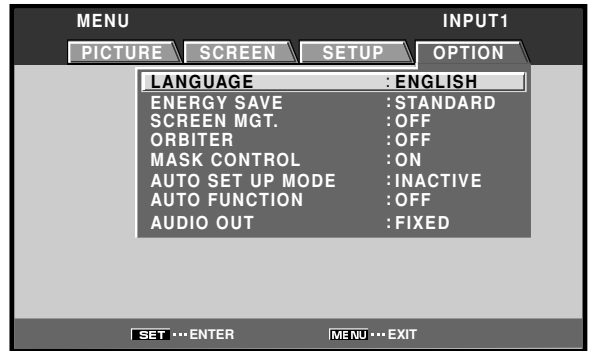 MENU INPUT1
PICTURE SCREEN SETUP OPTION
LANGUAGE :ENGLISH
ENERGY SAVE :STANDARD
SCREEN MGT. :OFF
ORBITER :OFF
MASK CONTROL :ON
AUTO SET UP MODE :INACTIVE
AUTO FUNCTION :OFF
AUDIO OUT :FIXED
SET ··· ENTER MENU ··· EXIT